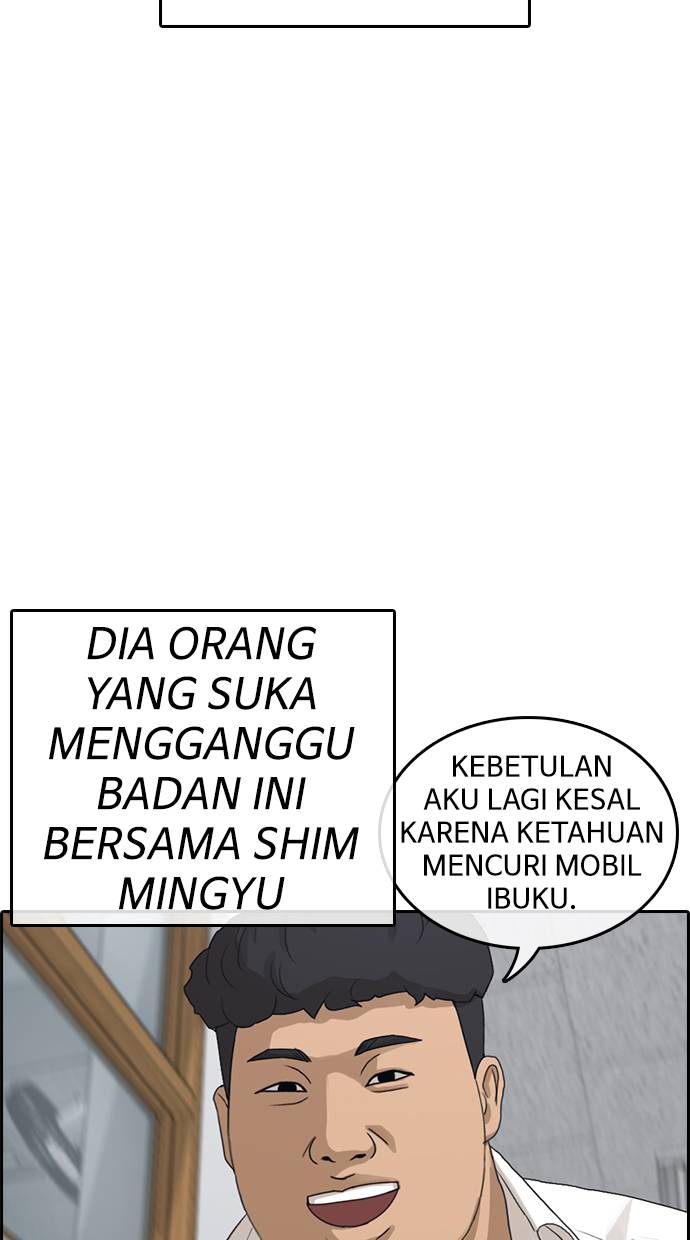 DIA ORANG
YANG SUKA
MENGGANGGU
BADAN INI
BERSAMA SHIM
MINGYU
KEBETULAN
AKU LAGI KESAL
KARENA KETAHUAN
MENCURI MOBIL
IBUKU.